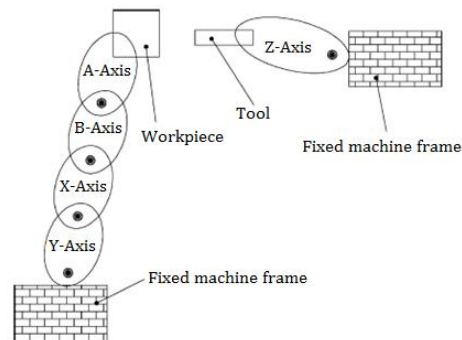 A-Axis
Z-Axis
B-Axis
Workpiece
Tool
Fixed machine frame
X-Axis
Y-Axis
Fixed machine frame